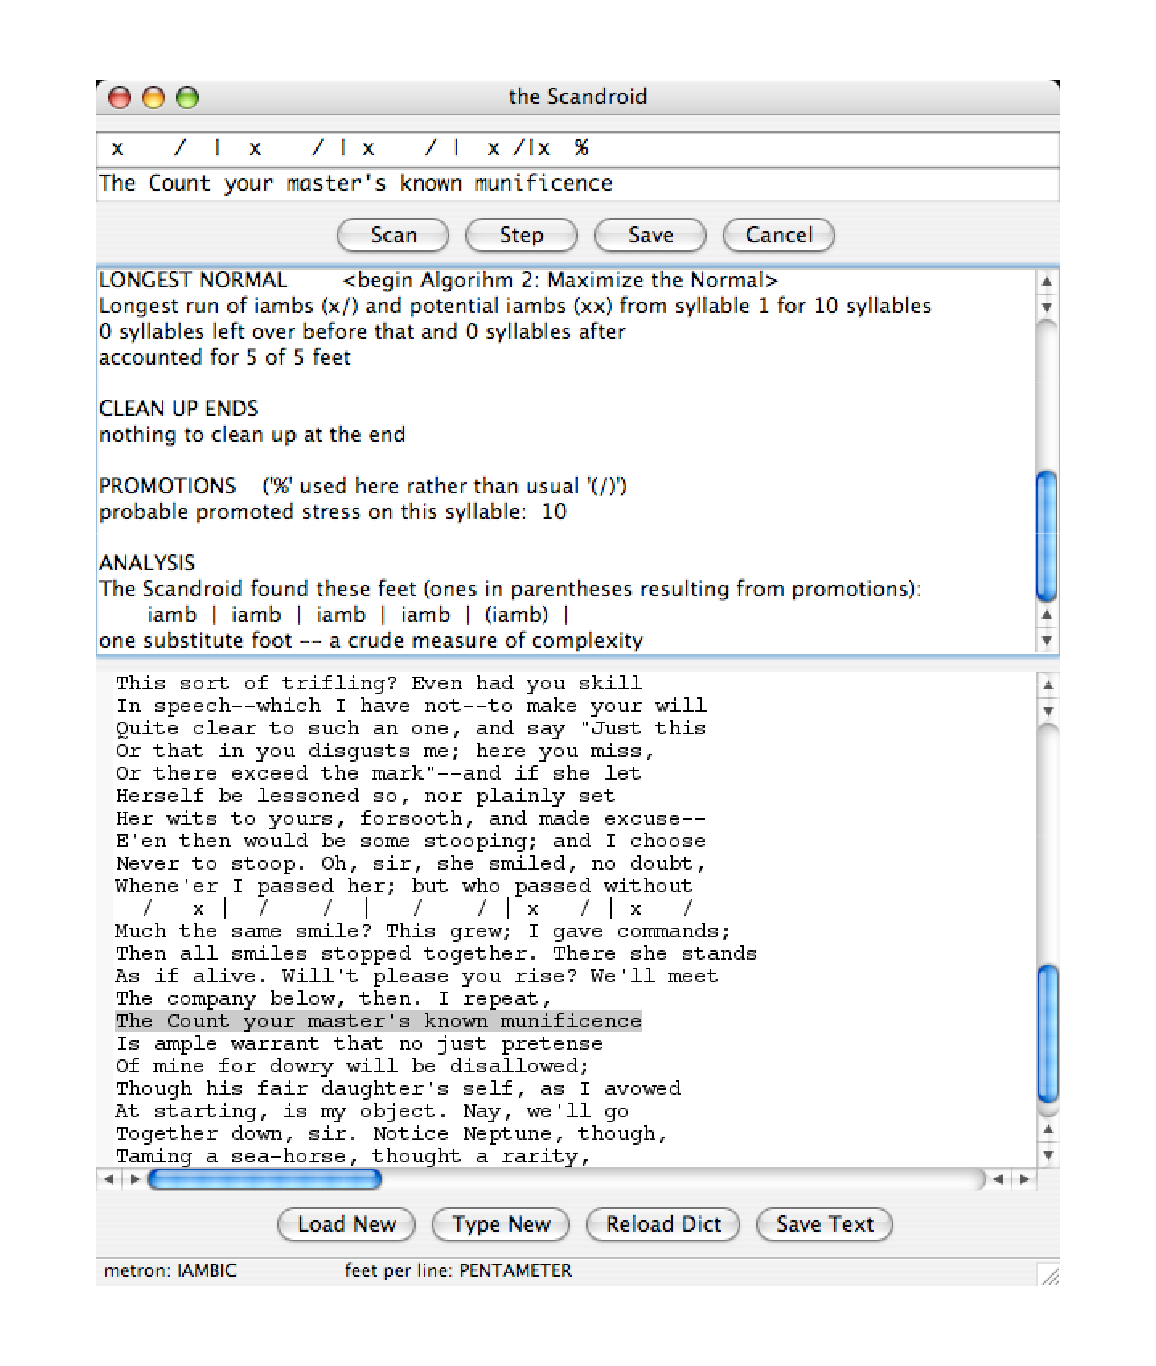 the Scandroid
x / | x / | x / | x /|x %
The Count your master's known munificence
Scan Step Save Cancel
LONGEST NORMAL <begin Algorihm 2: Maximize the Normal>
Longest run of iambs (x/) and potential iambs (xx) from syllable 1 for 10 syllables
0 syllables left over before that and 0 syllables after
accounted for 5 of 5 feet
CLEAN UP ENDS
nothing to clean up at the end
PROMOTIONS ('%' used here rather than usual '(/)')
probable promoted stress on this syllable: 10
ANALYSIS
The Scandroid found these feet (ones in parentheses resulting from promotions):
iamb | iamb | iamb | iamb | (iamb) |
one substitute foot -- a crude measure of complexity
This sort of trifling? Even had you skill
In speech--which I have not--to make your will
Quite clear to such an one, and say "Just this
Or that in you disgusts me; here you miss,
Or there exceed the mark"--and if she let
Herself be lessoned so, nor plainly set
Her wits to yours, forsooth, and made excuse--
E'en then would be some stooping; and I choose
Never to stoop. Oh, sir, she smiled, no doubt,
Whene'er I passed her; but who passed without
/ x | / / | / / | x / | x /
Much the same smile? This grew; I gave commands;
Then all smiles stopped together. There she stands
As if alive. Will't please you rise? We'll meet
The company below, then. I repeat,
The Count your master's known munificence
Is ample warrant that no just pretense
Of mine for dowry will be disallowed;
Though his fair daughter's self, as I avowed
At starting, is my object. Nay, we'll go
Together down, sir. Notice Neptune, though,
Taming a sea-horse, thought a rarity,
Load New Type New Reload Dict Save Text
metron: IAMBIC feet per line: PENTAMETER